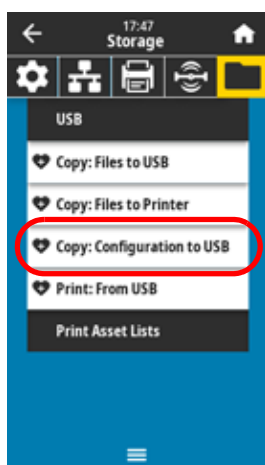 17:47
Storage
USB
Copy: Files to USB
Copy: Files to Printer
Copy: Configuration to USB
Print: From USB
Print Asset Lists